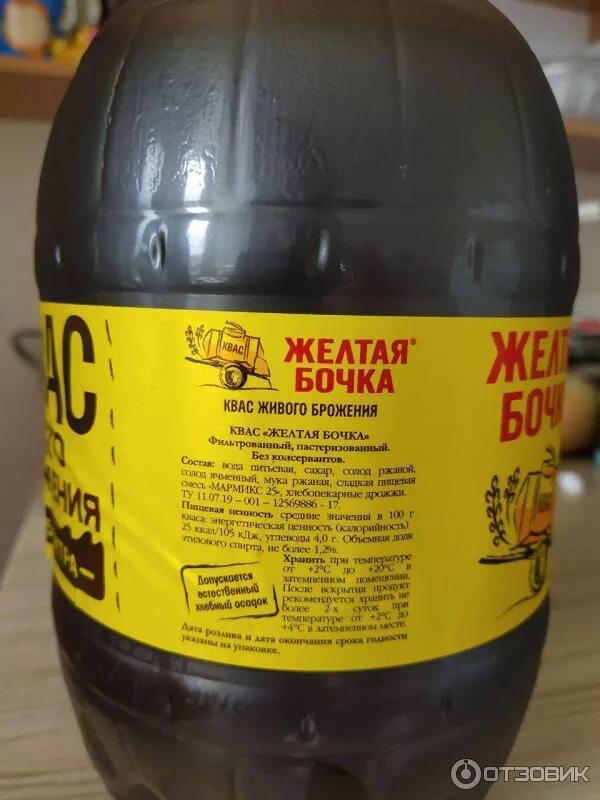 КВАС
ЖЕЛТАЯ®
БОЧКА
КВАС ЖИВОГО БРОЖЕНИЯ
КВАС «ЖЕЛТАЯ БОЧКА»
Фильтрованный, пастеризованный.
Без консервантов.
Состав: вода питьевая, сахар, солод ржаной,
солод ячменный, мука ржаная, сладкая пищевая
смесь «МАРМИКС 25», хлебопекарные дрожжи.
ТУ 11.07.19 – 001 – 12569886 - 17.
Пищевая ценность средние значения в 100 г
кваса: энергетическая ценность (калорийность)
25 ккал/105 кДж, углеводы 4,0 г. Объемная доля
этилового спирта, не более 1,2%.
Хранить при температуре
от +2°С до +20°С в
затемненном помещении.
После вскрытия продукт
рекомендуется хранить не
более 2-х суток при
температуре от +2°С до
+4°С в затемненном месте.
Допускается
естественный
хлебный осадок
Дата розлива и дата окончания срока годности
указаны на упаковке.
АС
ЖЕЛТ
БОЧК
КВАС
ОТЗОВИК